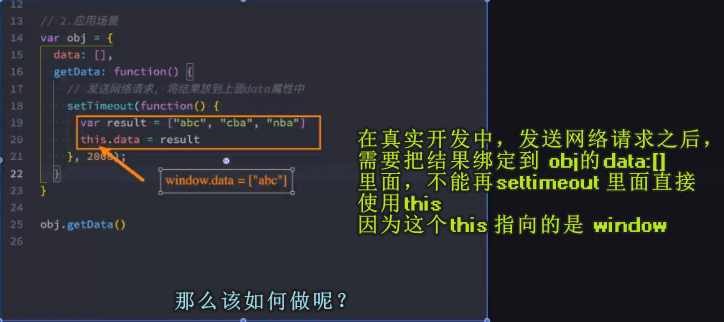 12
13 // 2.应用场景
14 var obj = {
15 data: [],
16 getData: function() {
17 // 发送网络请求, 将结果放到上面data属性中
18 setTimeout(function() {
19 var result = ["abc", "cba", "nba"]
20 this.data = result
21 }, 2000);
22 }
23 }
24
25 obj.getData()
26
window.data = ["abc"]
在真实开发中，发送网络请求之后，
需要把结果绑定到 obj的data:[]
里面，不能再settimeout 里面直接
使用this
因为这个this 指向的是 window
那么该如何做呢？